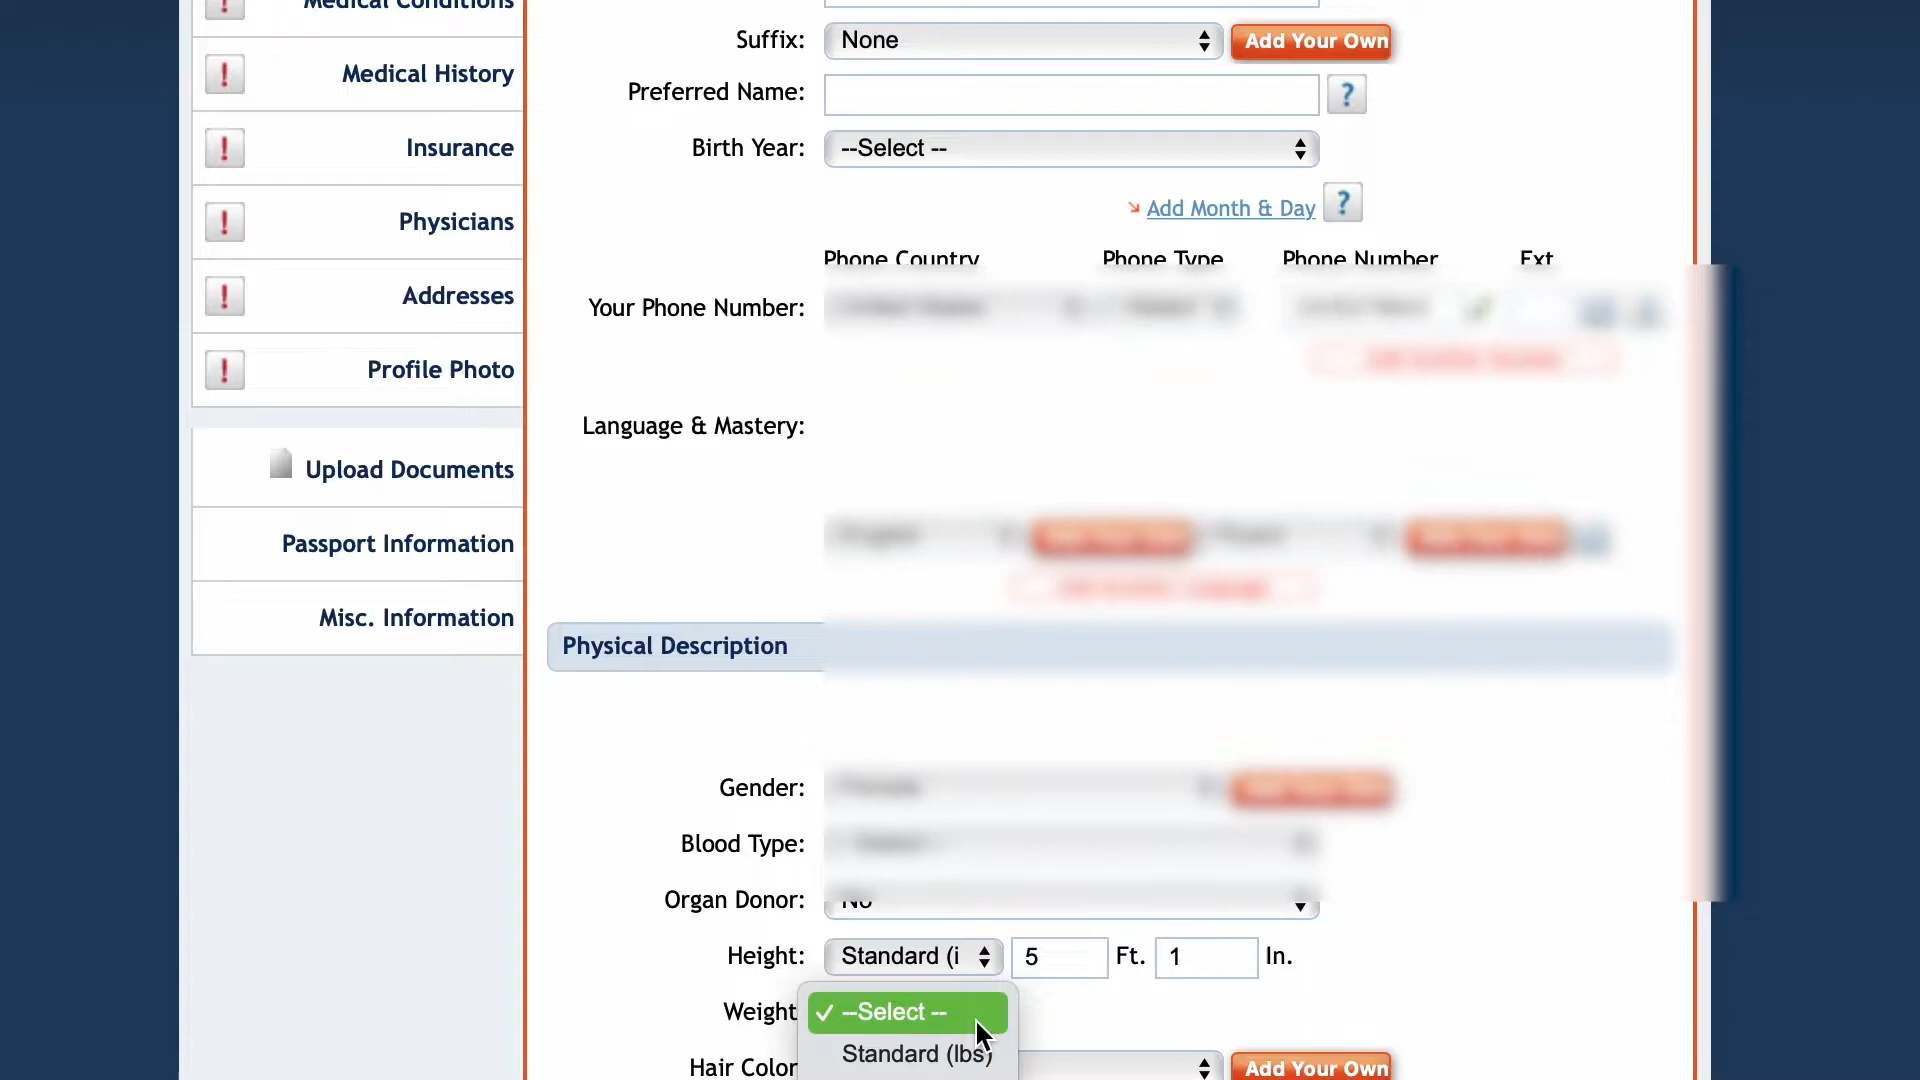 Medical Conditions
Medical History
Insurance
Physicians
Addresses
Profile Photo
Upload Documents
Passport Information
Misc. Information
Suffix: None Add Your Own
Preferred Name: ?
Birth Year: --Select --
Add Month & Day ?
Phone Country Phone Type Phone Number Ext
Your Phone Number:
Language & Mastery:
Physical Description
Gender:
Blood Type:
Organ Donor: No
Height: Standard (i 5 Ft. 1 In.
Weight --Select --
Standard (lbs)
Hair Color Add Your Own